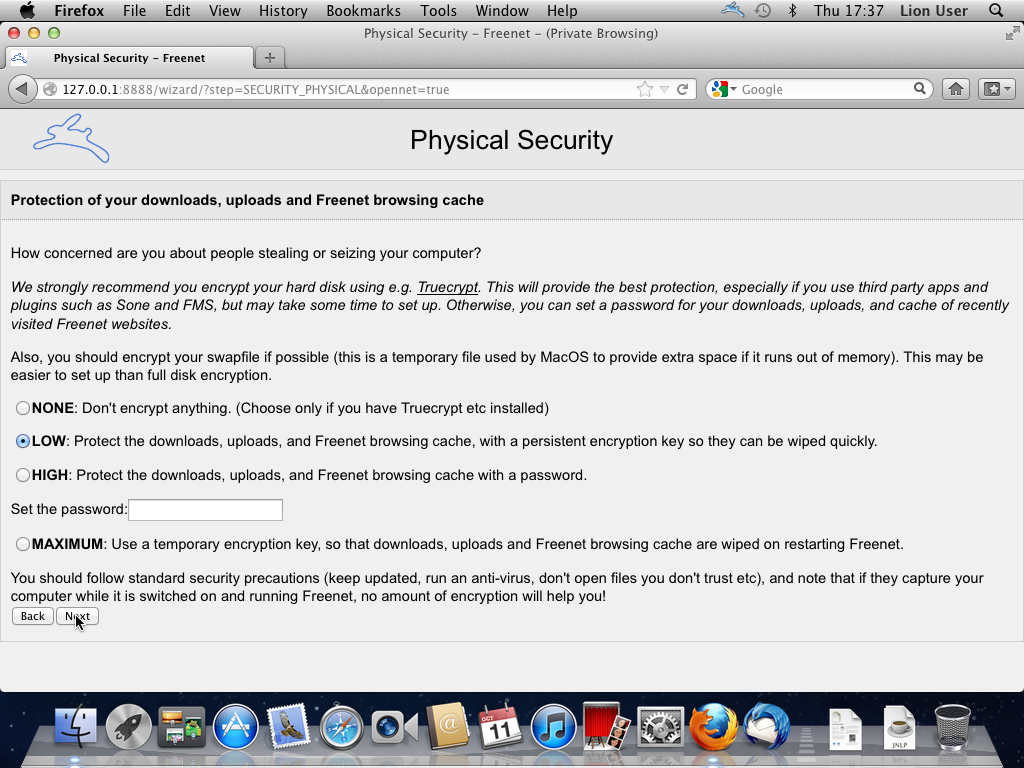 Firefox File Edit View History Bookmarks Tools Window Help Thu 17:37 Lion User
Physical Security – Freenet – (Private Browsing)
Physical Security – Freenet
127.0.0.1:8888/wizard/?step=SECURITY_PHYSICAL&opennet=true Google
Physical Security
Protection of your downloads, uploads and Freenet browsing cache
How concerned are you about people stealing or seizing your computer?
We strongly recommend you encrypt your hard disk using e.g. Truecrypt. This will provide the best protection, especially if you use third party apps and
plugins such as Sone and FMS, but may take some time to set up. Otherwise, you can set a password for your downloads, uploads, and cache of recently
visited Freenet websites.
Also, you should encrypt your swapfile if possible (this is a temporary file used by MacOS to provide extra space if it runs out of memory). This may be
easier to set up than full disk encryption.
NONE: Don't encrypt anything. (Choose only if you have Truecrypt etc installed)
LOW: Protect the downloads, uploads, and Freenet browsing cache, with a persistent encryption key so they can be wiped quickly.
HIGH: Protect the downloads, uploads, and Freenet browsing cache with a password.
Set the password:
MAXIMUM: Use a temporary encryption key, so that downloads, uploads and Freenet browsing cache are wiped on restarting Freenet.
You should follow standard security precautions (keep updated, run an anti-virus, don't open files you don't trust etc), and note that if they capture your
computer while it is switched on and running Freenet, no amount of encryption will help you!
Back Next
OCT
11
JNLP